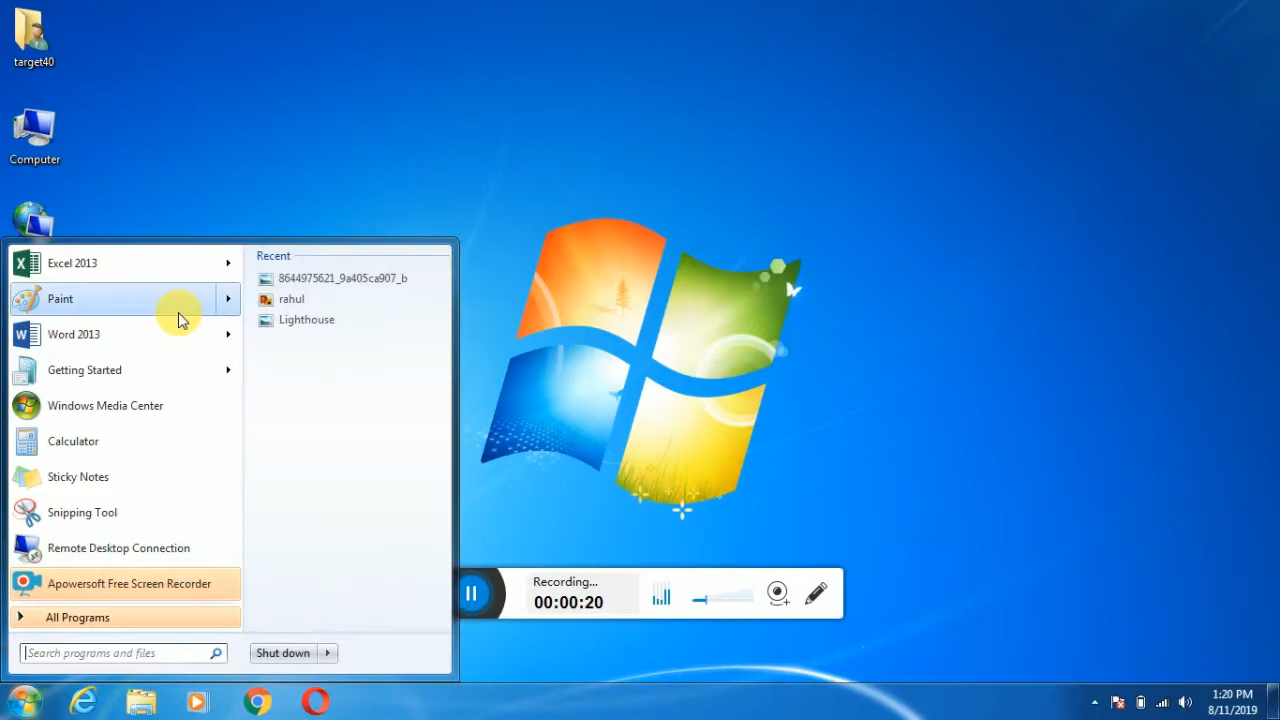 target40
Computer
Excel 2013
Paint
Word 2013
Getting Started
Windows Media Center
Calculator
Sticky Notes
Snipping Tool
Remote Desktop Connection
Apowersoft Free Screen Recorder
All Programs
Search programs and files
Recent
8644975621_9a405ca907_b
rahul
Lighthouse
Shut down
Recording...
00:00:20
1:20 PM
8/11/2019